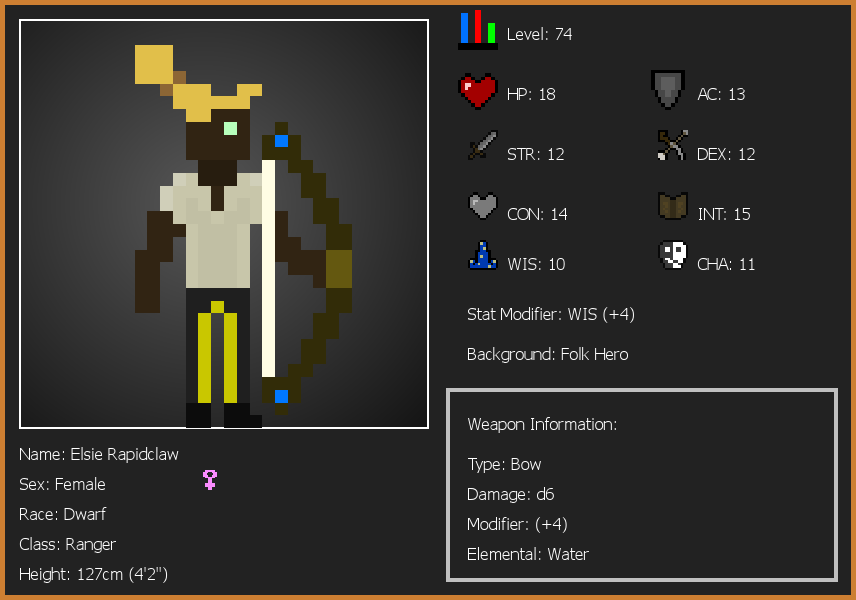 Level: 74
HP: 18
AC: 13
STR: 12
DEX: 12
CON: 14
INT: 15
WIS: 10
CHA: 11
Stat Modifier: WIS (+4)
Background: Folk Hero
Weapon Information:
Type: Bow
Damage: d6
Modifier: (+4)
Elemental: Water
Name: Elsie Rapidclaw
Sex: Female
Race: Dwarf
Class: Ranger
Height: 127cm (4'2")